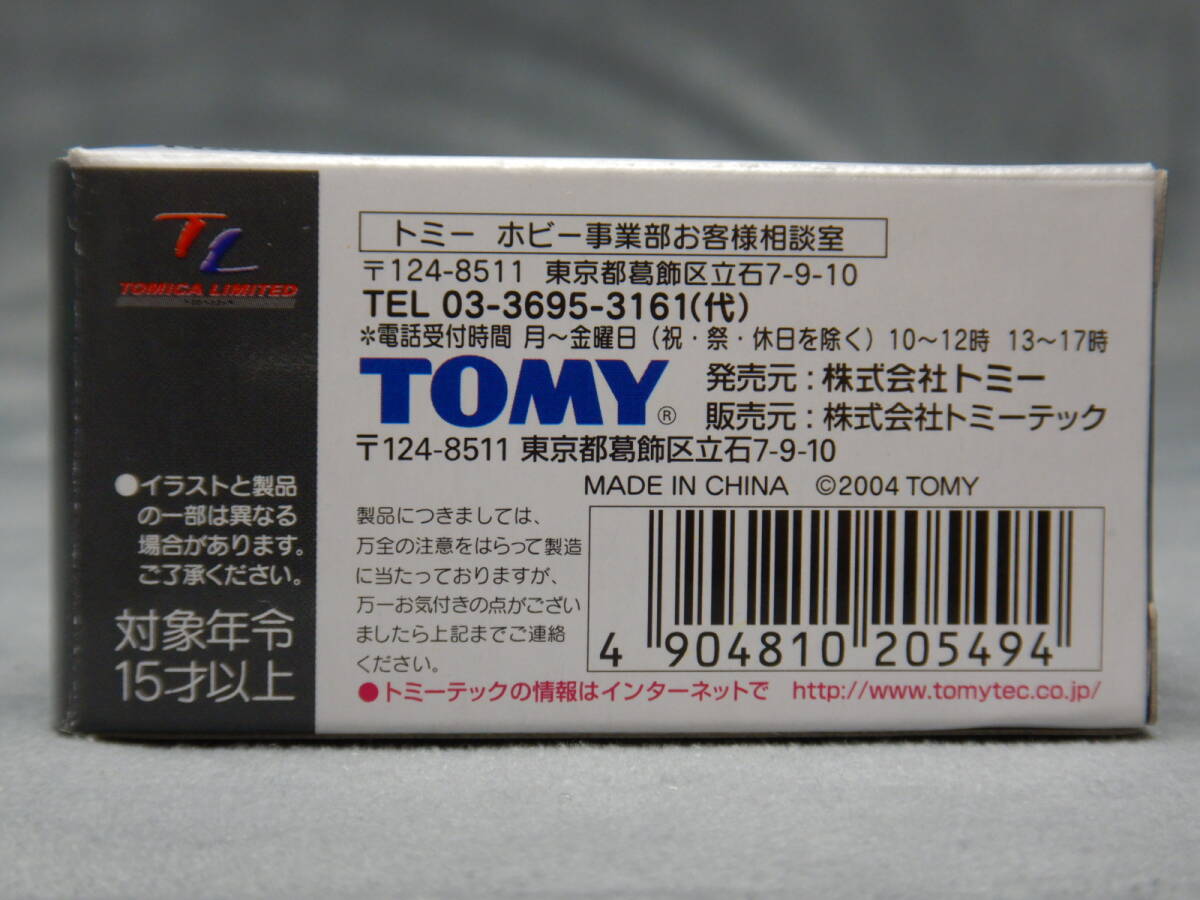 TL
TOMICA LIMITED
●イラストと製品
の一部は異なる
場合があります。
ご了承ください。
対象年令
15才以上
トミー ホビー事業部お客様相談室
〒124-8511 東京都葛飾区立石7-9-10
TEL 03-3695-3161(代)
*電話受付時間 月～金曜日（祝・祭・休日を除く）10～12時 13～17時
TOMY®
発売元：株式会社トミー
販売元：株式会社トミーテック
〒124-8511 東京都葛飾区立石7-9-10
MADE IN CHINA ©2004 TOMY
製品につきましては、
万全の注意をはらって製造
に当たっておりますが、
万一お気付きの点がござい
ましたら上記までご連絡
ください。
4 904810 205494
●トミーテックの情報はインターネットで http://www.tomytec.co.jp/